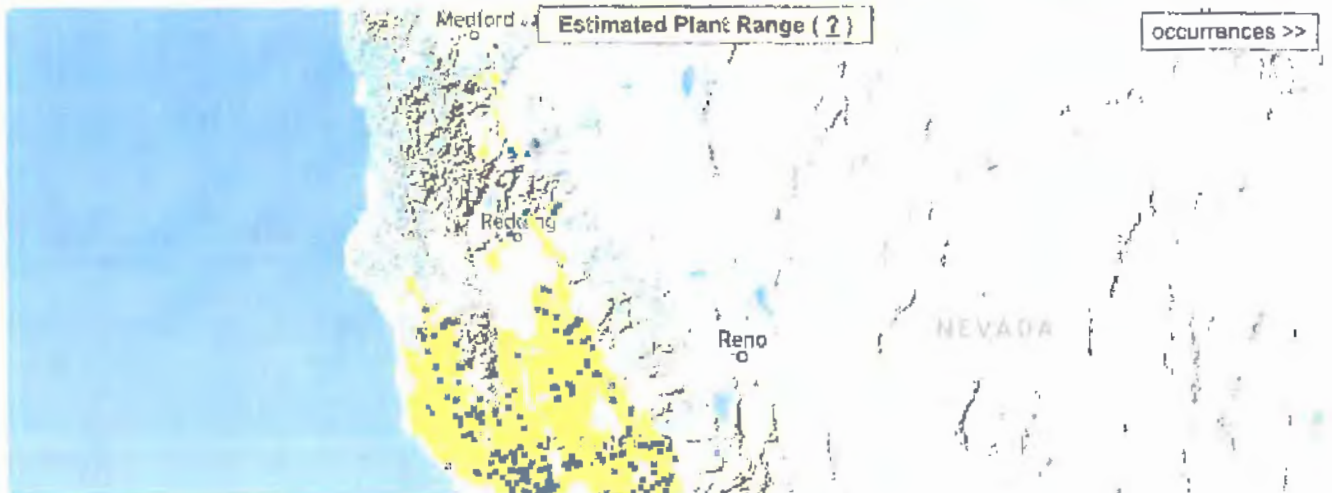 Medford
Estimated Plant Range ( ? )
occurrences >>
Redding
Reno
NEVADA